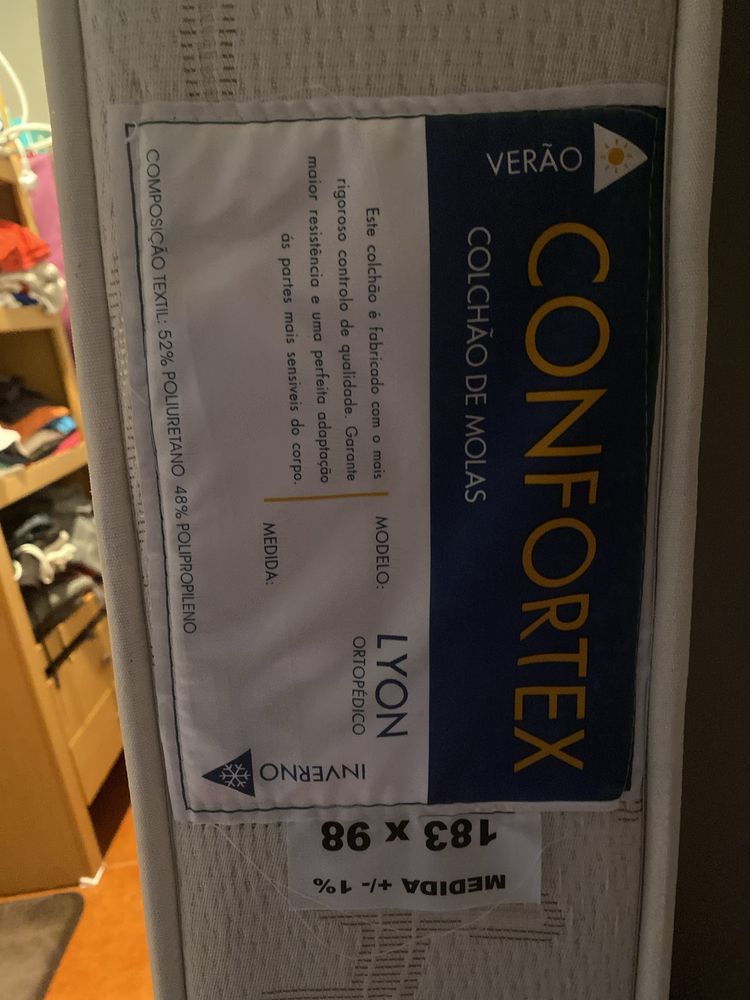 VERÃO
CONFORTEX
COLCHÃO DE MOLAS
Este colchão é fabricado com o mais
rigoroso controlo de qualidade. Garante
maior resistência e uma perfeita adaptação
ás partes mais sensiveis do corpo.
MODELO: LYON
ORTOPÉDICO
MEDIDA:
INVERNO
COMPOSIÇÃO TEXTIL: 52% POLIURETANO 48% POLIPROPILENO
MEDIDA +/- 1%
183 x 98